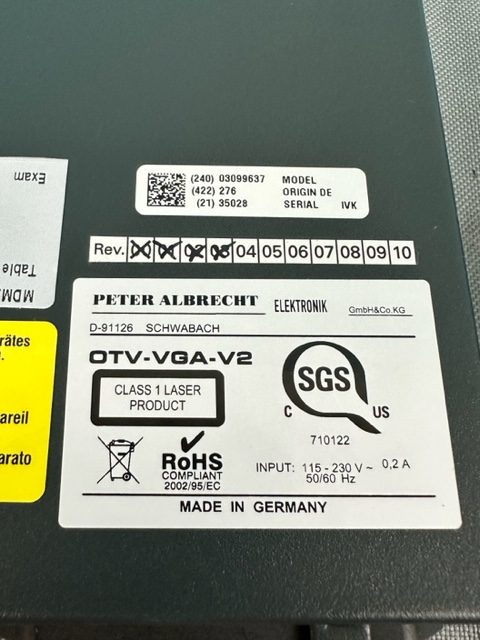 (240) 03099637 MODEL
(422) 276 ORIGIN DE
(21) 35028 SERIAL IVK
Exam
Table
MDM
Rev. 00 01 02 03 04 05 06 07 08 09 10
PETER ALBRECHT ELEKTRONIK GmbH&Co.KG
D-91126 SCHWABACH
OTV-VGA-V2
CLASS 1 LASER
PRODUCT
SGS
C US
710122
RoHS
COMPLIANT
2002/95/EC
INPUT: 115 - 230 V ~ 0,2 A
50/60 Hz
MADE IN GERMANY
rätes
areil
arato